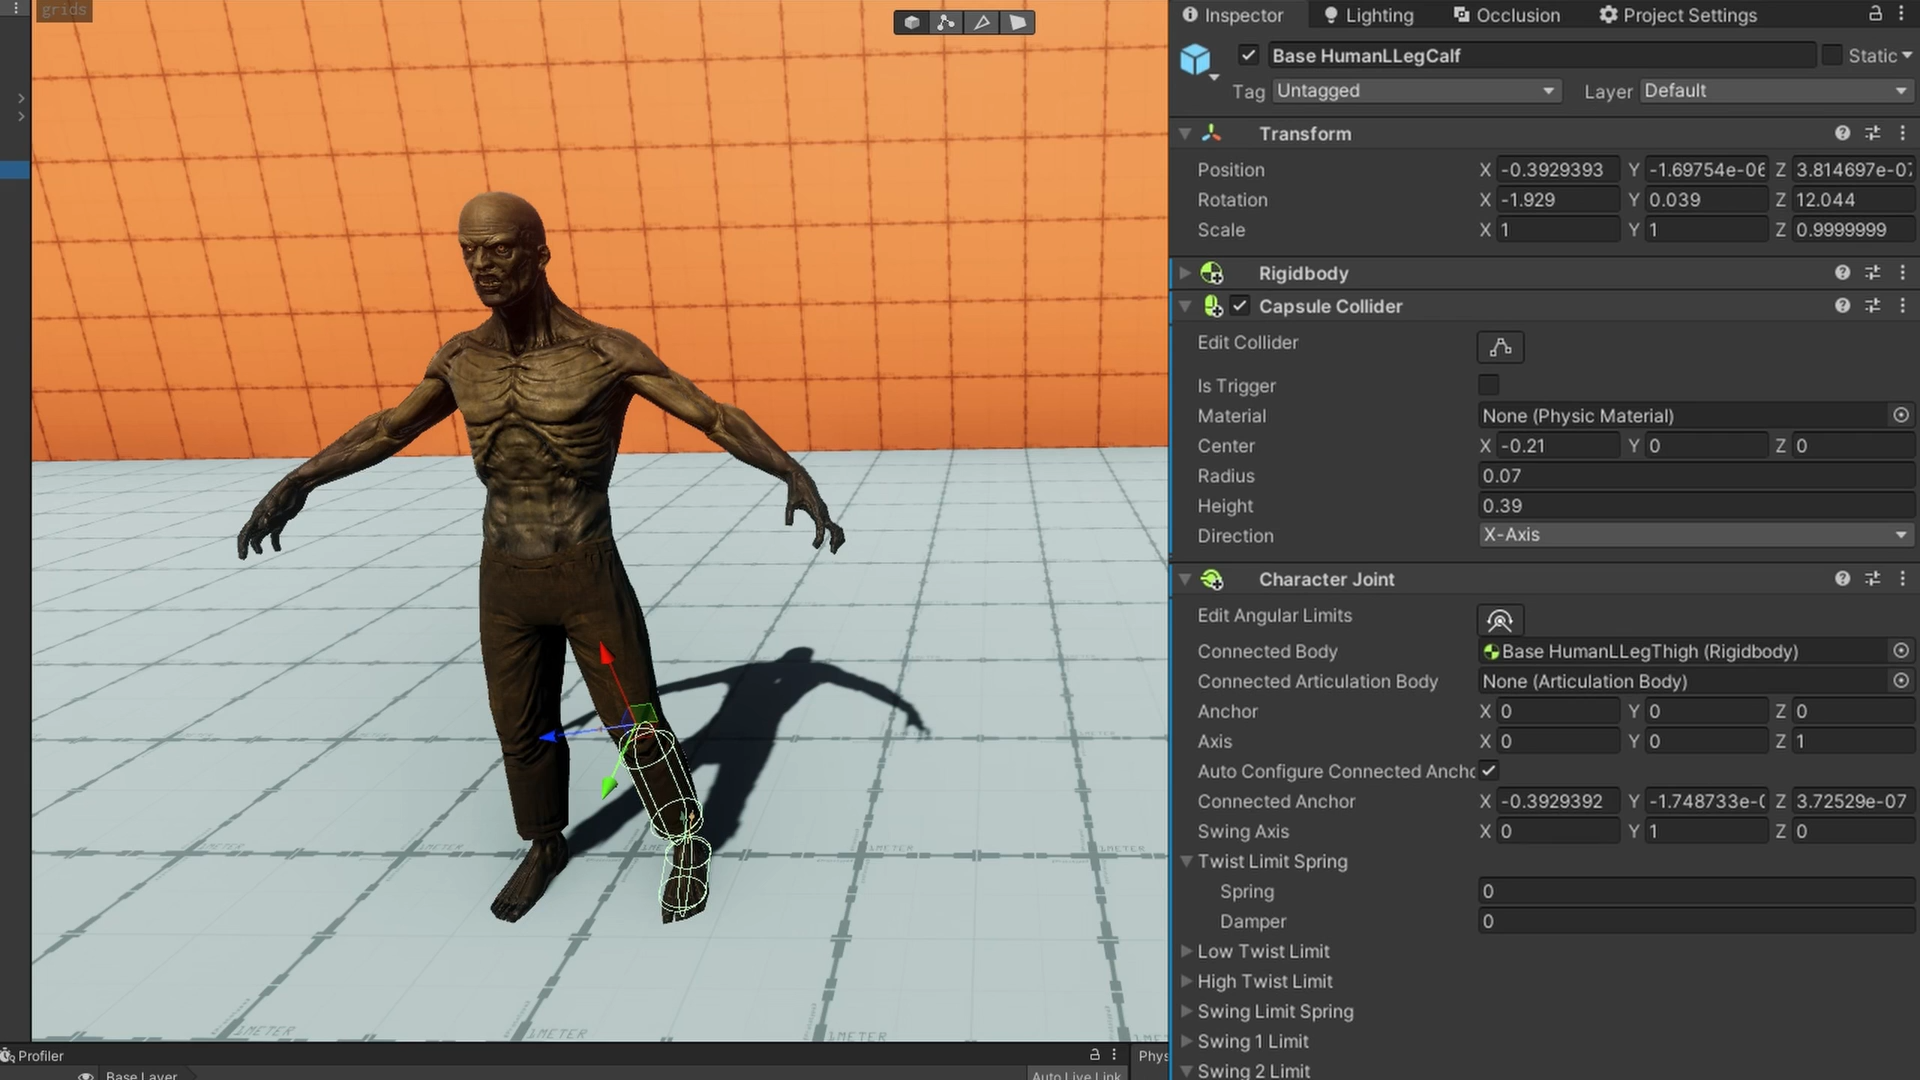 grids
Inspector
Lighting
Occlusion
Project Settings
Base HumanLLegCalf
Static
Tag Untagged
Layer Default
Transform
Position X -0.3929393 Y -1.69754e-06 Z 3.814697e-07
Rotation X -1.929 Y 0.039 Z 12.044
Scale X 1 Y 1 Z 0.9999999
Rigidbody
Capsule Collider
Edit Collider
Is Trigger
Material None (Physic Material)
Center X -0.21 Y 0 Z 0
Radius 0.07
Height 0.39
Direction X-Axis
Character Joint
Edit Angular Limits
Connected Body Base HumanLLegThigh (Rigidbody)
Connected Articulation Body None (Articulation Body)
Anchor X 0 Y 0 Z 0
Axis X 0 Y 0 Z 1
Auto Configure Connected Ancho
Connected Anchor X -0.3929392 Y -1.748733e-0 Z 3.72529e-07
Swing Axis X 0 Y 1 Z 0
Twist Limit Spring
Spring 0
Damper 0
Low Twist Limit
High Twist Limit
Swing Limit Spring
Swing 1 Limit
Swing 2 Limit
1METER
1METER
1METER
1METER
Profiler
Phys
Base Layer
Auto Live Link